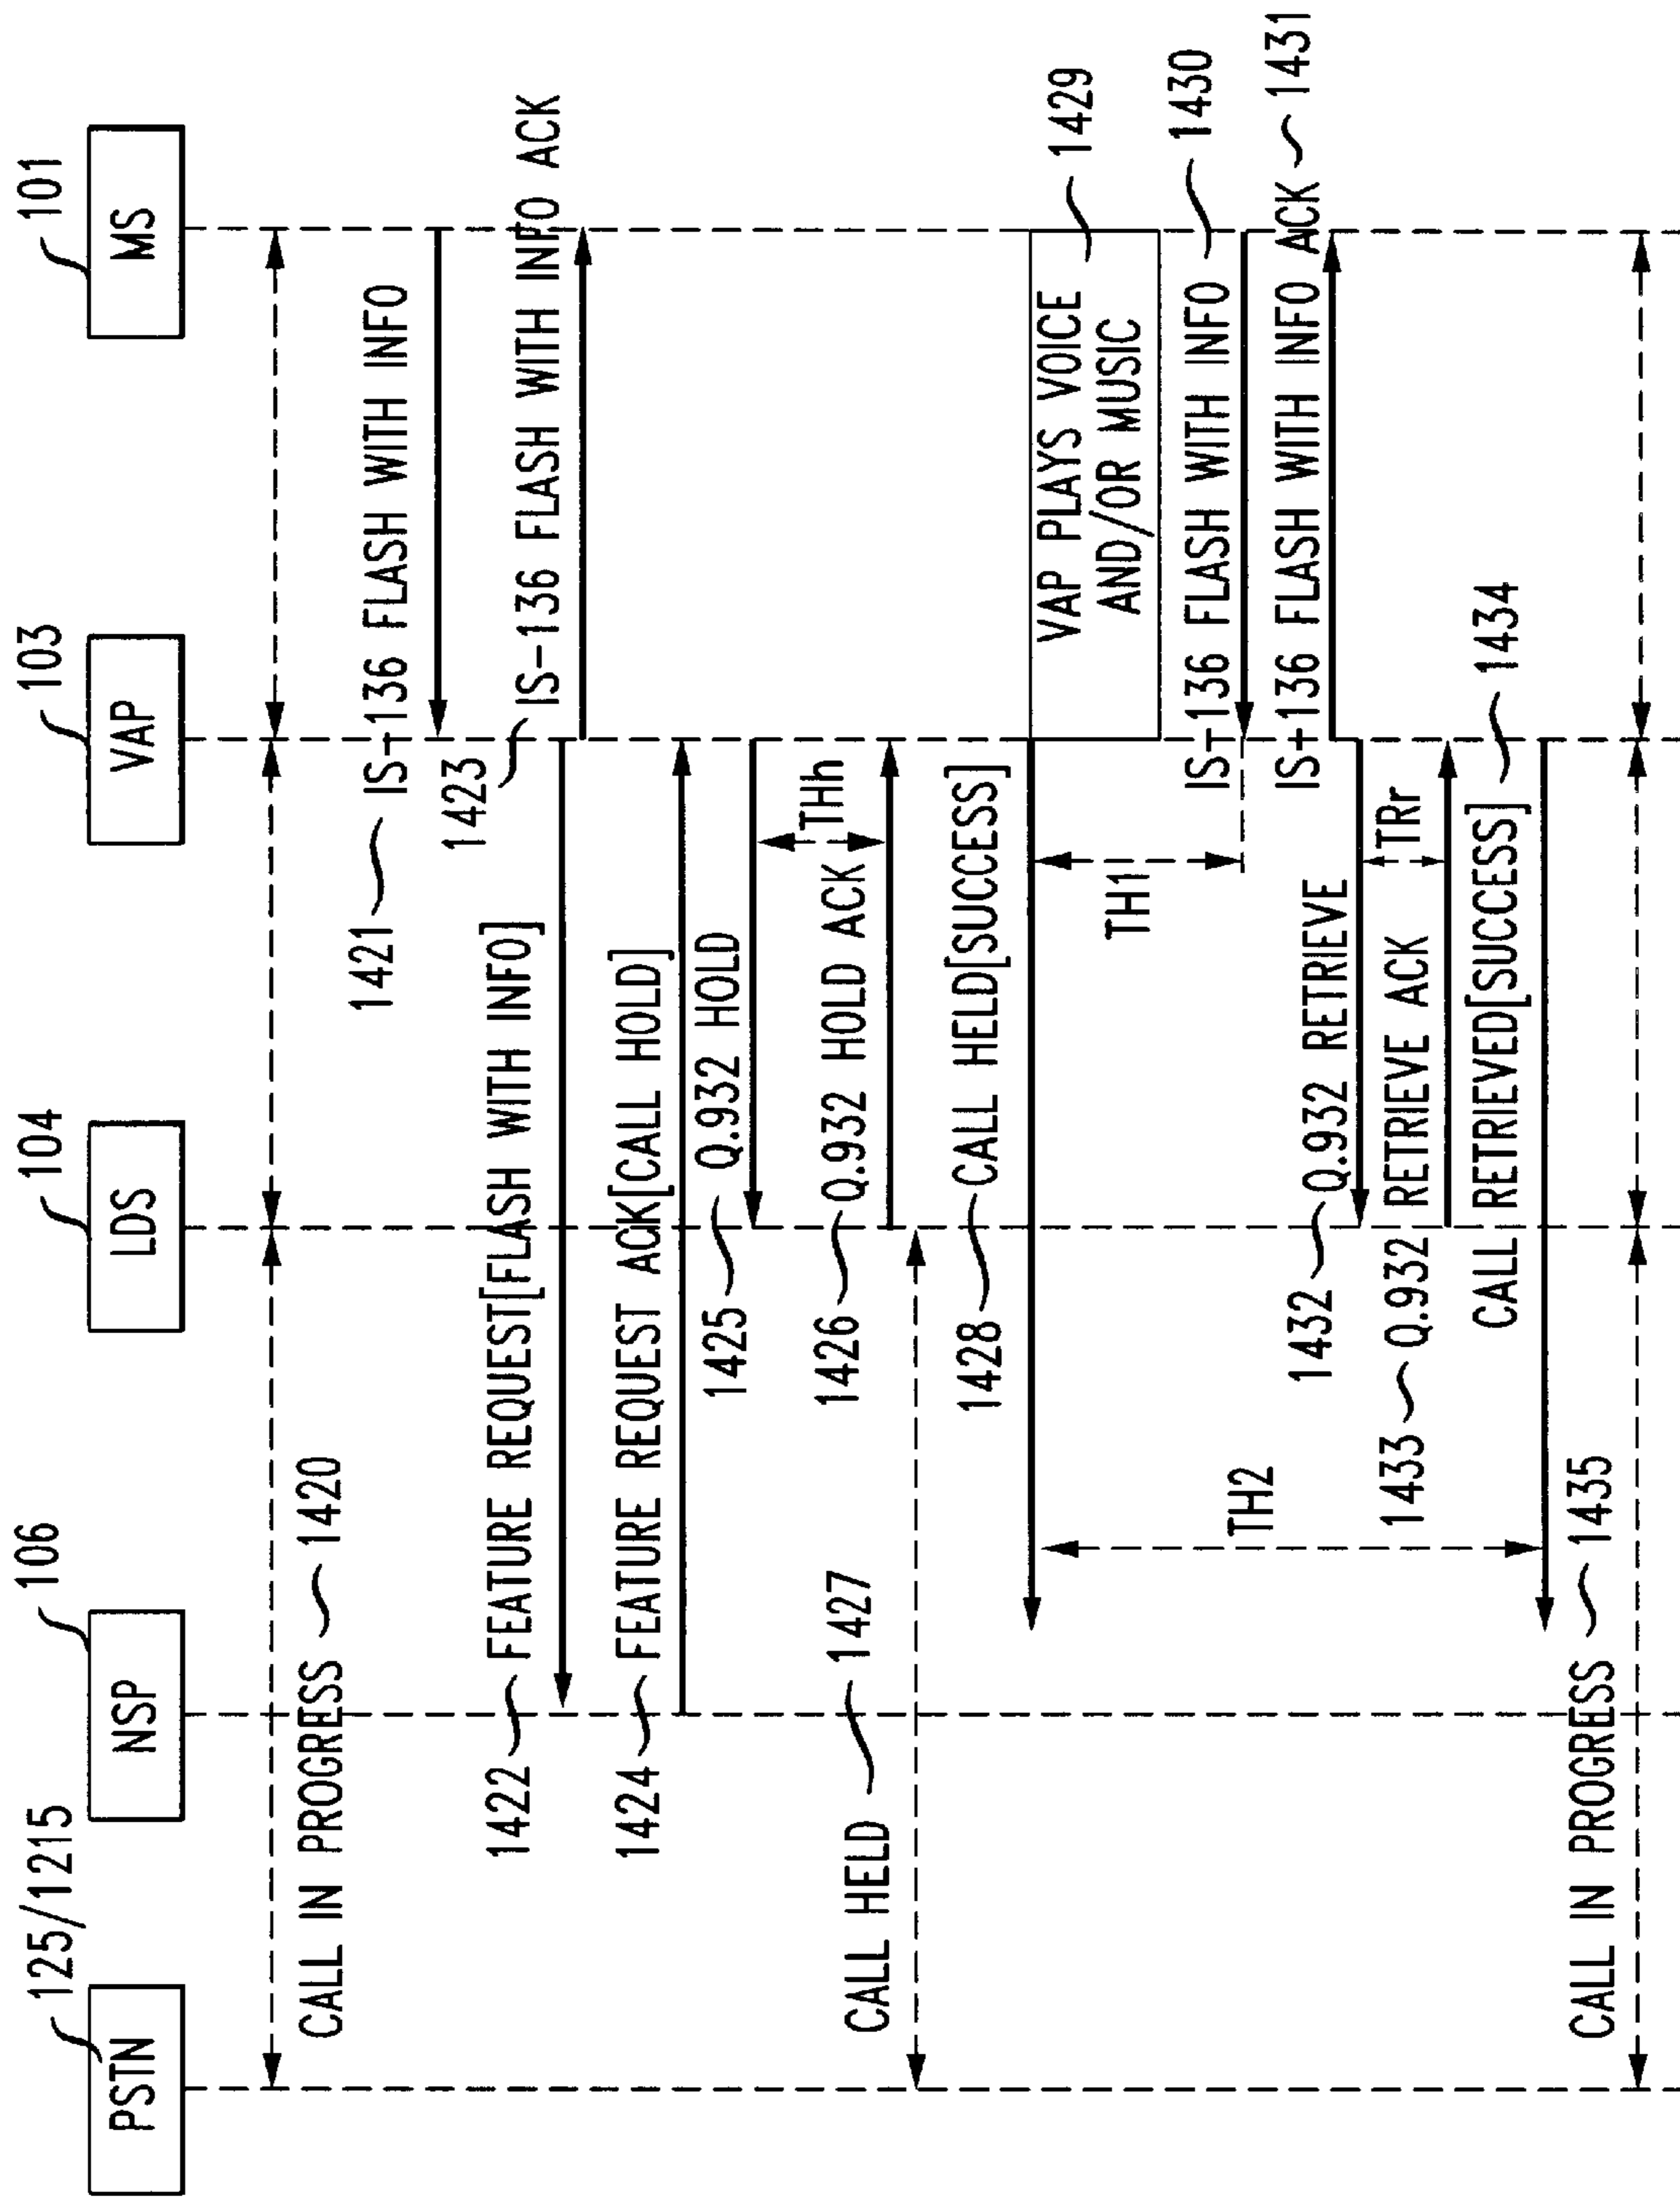 125/1215
PSTN
106
NSP
104
LDS
103
VAP
101
MS
CALL IN PROGRESS 1420
1421 IS-136 FLASH WITH INFO
1422 FEATURE REQUEST[FLASH WITH INFO]
1423 IS-136 FLASH WITH INFO ACK
1424 FEATURE REQUEST ACK[CALL HOLD]
1425 Q.932 HOLD
THh
1426 Q.932 HOLD ACK
CALL HELD 1427
1428 CALL HELD[SUCCESS]
VAP PLAYS VOICE
AND/OR MUSIC
1429
TH1
IS-136 FLASH WITH INFO 1430
IS-136 FLASH WITH INFO ACK 1431
TH2
1432 Q.932 RETRIEVE
TRr
1433 Q.932 RETRIEVE ACK
CALL RETRIEVED[SUCCESS] 1434
CALL IN PROGRESS 1435